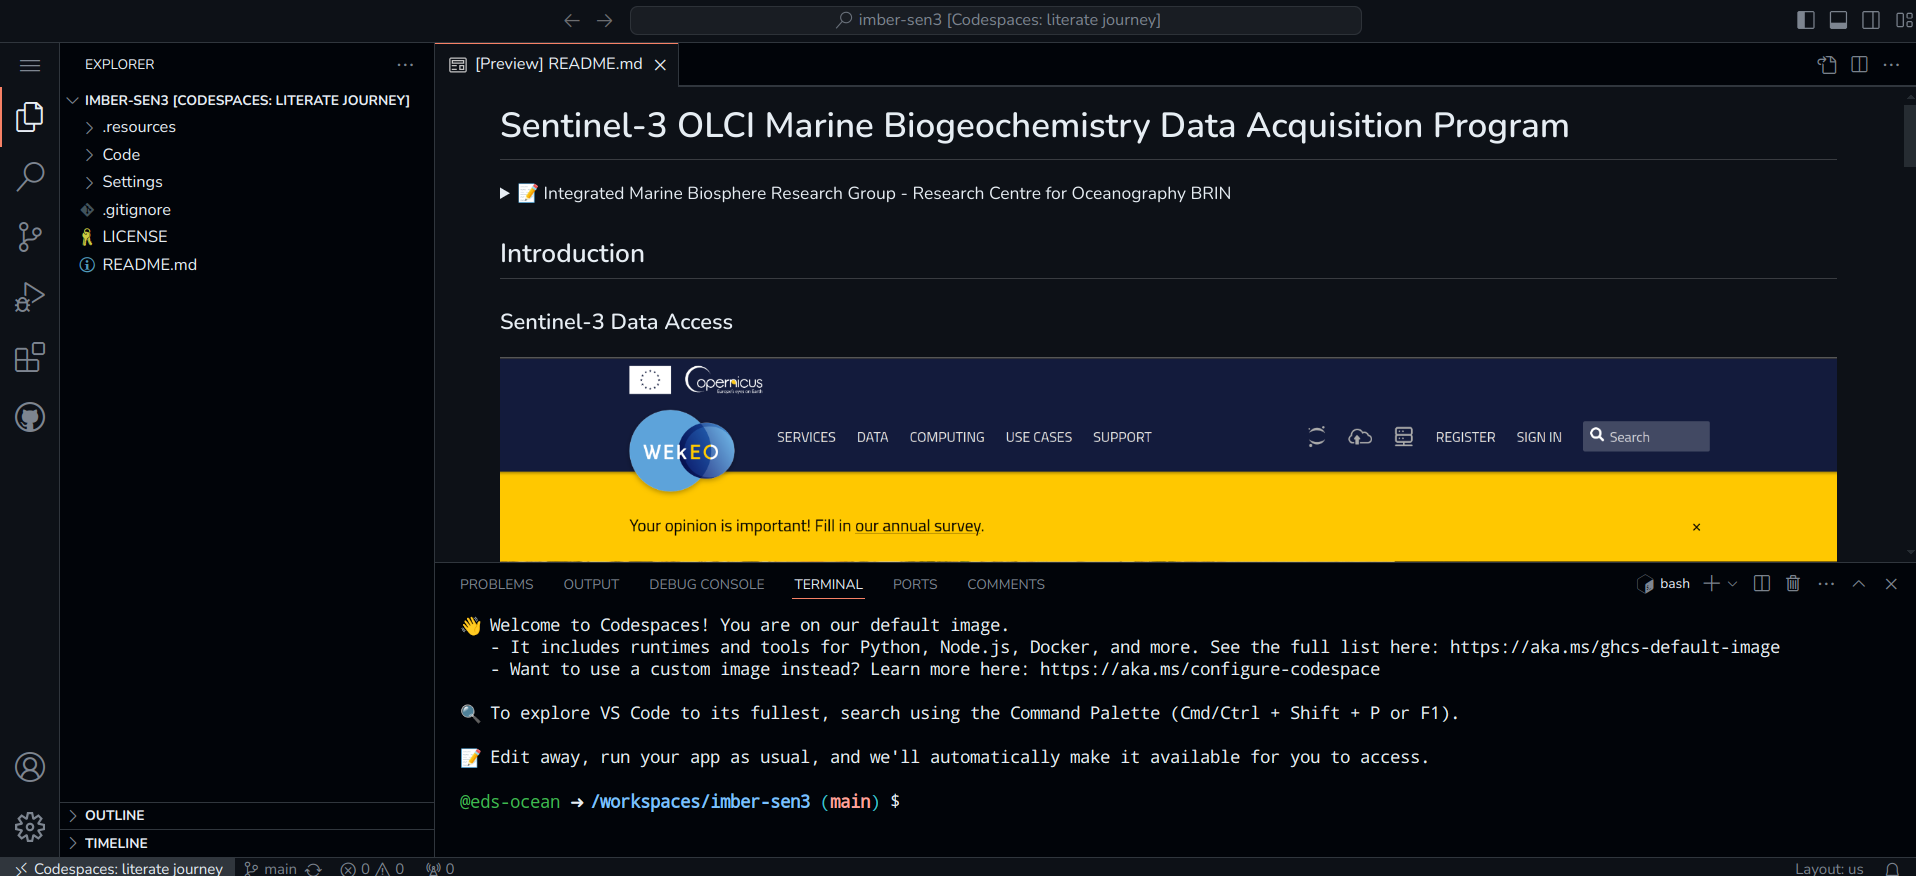 imber-sen3 [Codespaces: literate journey]
EXPLORER
IMBER-SEN3 [CODESPACES: LITERATE JOURNEY]
.resources
Code
Settings
.gitignore
LICENSE
README.md
OUTLINE
TIMELINE
[Preview] README.md
Sentinel-3 OLCI Marine Biogeochemistry Data Acquisition Program
Integrated Marine Biosphere Research Group - Research Centre for Oceanography BRIN
Introduction
Sentinel-3 Data Access
Copernicus
Europe's eyes on Earth
WEkEO
SERVICES DATA COMPUTING USE CASES SUPPORT REGISTER SIGN IN Search
Your opinion is important! Fill in our annual survey. ×
PROBLEMS OUTPUT DEBUG CONSOLE TERMINAL PORTS COMMENTS bash
👋 Welcome to Codespaces! You are on our default image.
- It includes runtimes and tools for Python, Node.js, Docker, and more. See the full list here: https://aka.ms/ghcs-default-image
- Want to use a custom image instead? Learn more here: https://aka.ms/configure-codespace
🔍 To explore VS Code to its fullest, search using the Command Palette (Cmd/Ctrl + Shift + P or F1).
📝 Edit away, run your app as usual, and we'll automatically make it available for you to access.
@eds-ocean ➜ /workspaces/imber-sen3 (main) $
Codespaces: literate journey main 0 0 0 Layout: us